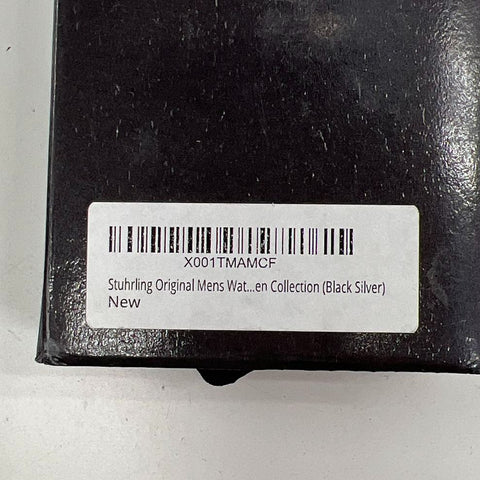 X001TMAMCF
Stuhrling Original Mens Wat...en Collection (Black Silver)
New